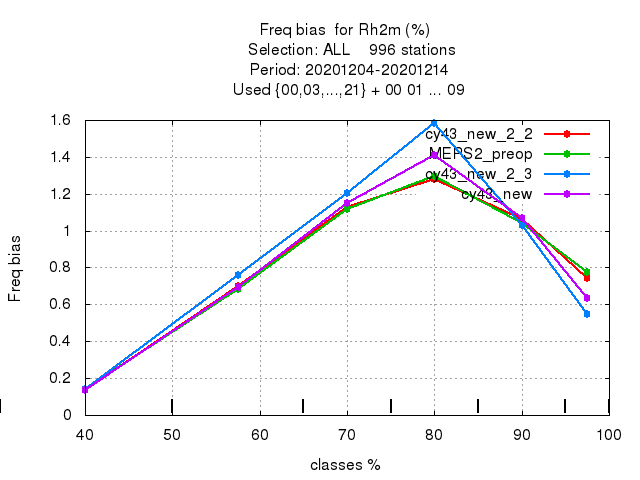 Freq bias  for Rh2m (%)
Selection: ALL    996 stations
Period: 20201204-20201214
Used {00,03,...,21} + 00 01 ... 09
1.6
1.4
1.2
1
0.8
0.6
0.4
0.2
0
Freq bias
cy43_new_2_2
MEPS2_preop
cy43_new_2_3
cy43_new
40 50 60 70 80 90 100
classes %